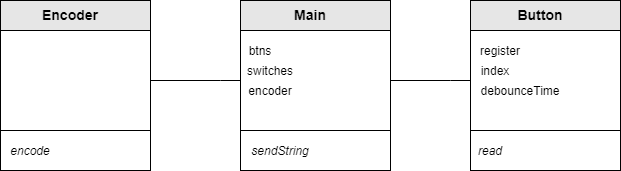 Encoder
encode
Main
btns
switches
encoder
sendString
Button
register
index
debounceTime
read